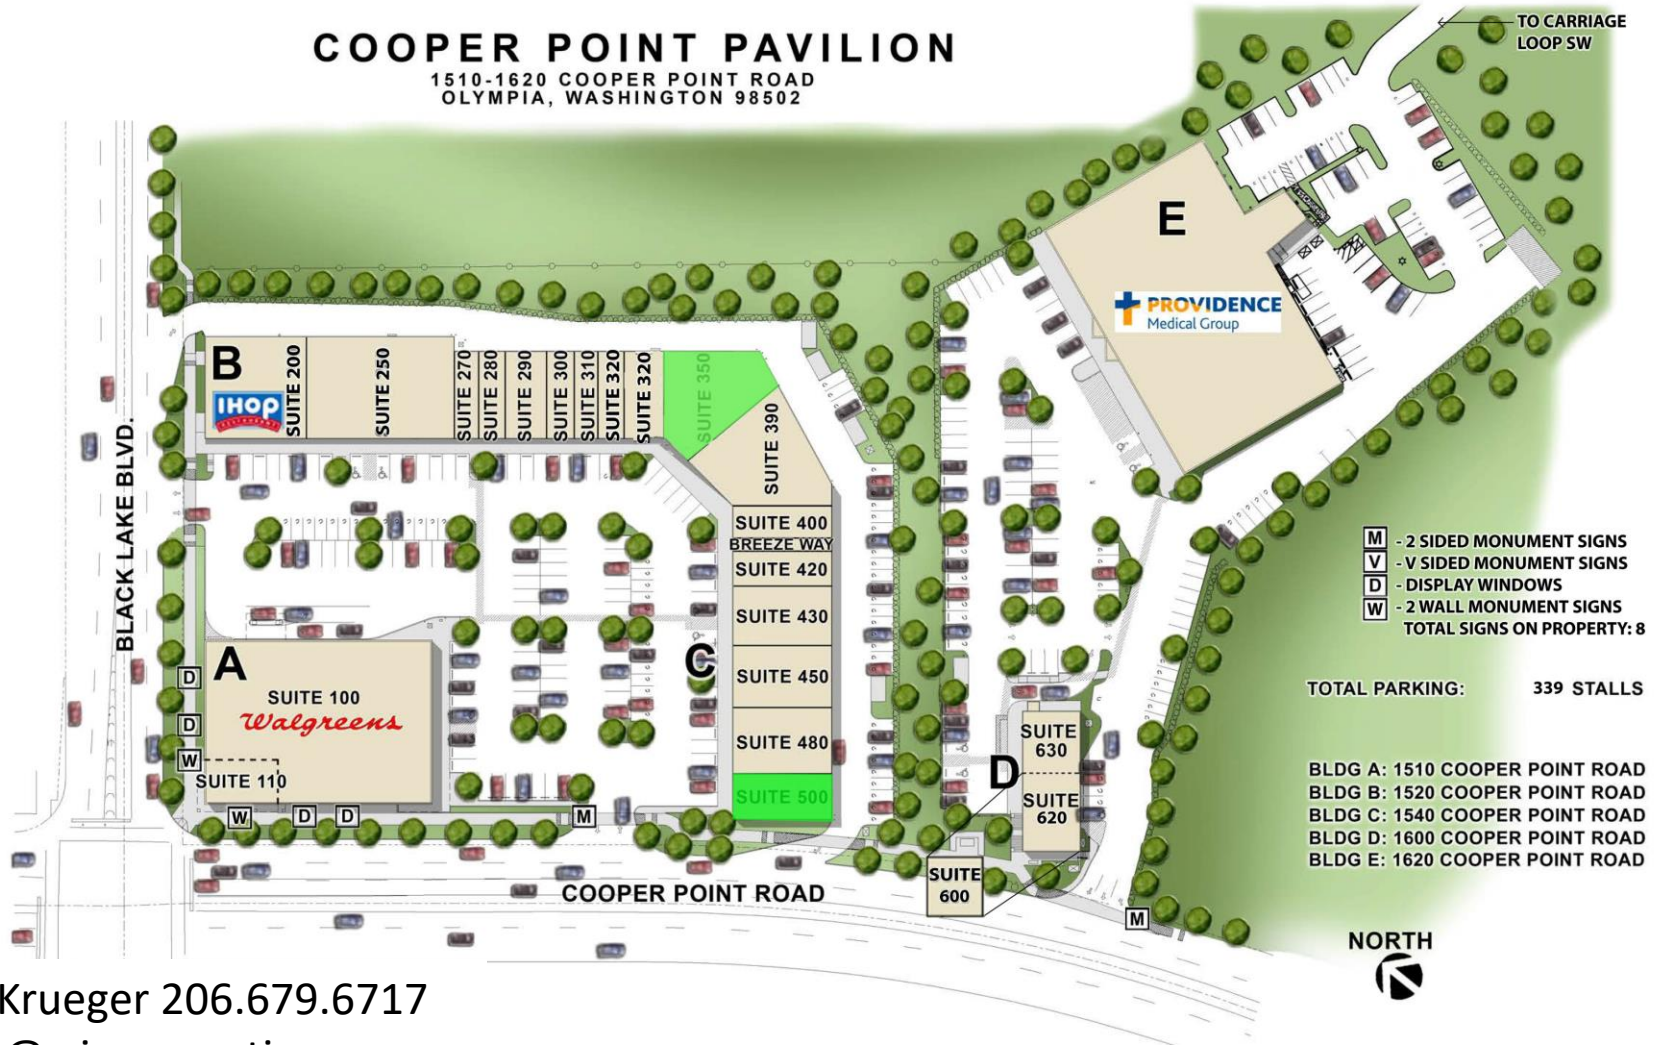 COOPER POINT PAVILION
1510-1620 COOPER POINT ROAD
OLYMPIA, WASHINGTON 98502
TO CARRIAGE
LOOP SW
E
PROVIDENCE
Medical Group
B
IHOP
RESTAURANT
SUITE 200
SUITE 250
SUITE 270
SUITE 280
SUITE 290
SUITE 300
SUITE 310
SUITE 320
SUITE 320
SUITE 350
SUITE 390
SUITE 400
BREEZE WAY
SUITE 420
SUITE 430
C
SUITE 450
SUITE 480
SUITE 500
BLACK LAKE BLVD.
A
SUITE 100
Walgreens
SUITE 110
D
D
W
W
D
D
M
D
SUITE
630
SUITE
620
SUITE
600
M
COOPER POINT ROAD
M - 2 SIDED MONUMENT SIGNS
V - V SIDED MONUMENT SIGNS
D - DISPLAY WINDOWS
W - 2 WALL MONUMENT SIGNS
TOTAL SIGNS ON PROPERTY: 8
TOTAL PARKING: 339 STALLS
BLDG A: 1510 COOPER POINT ROAD
BLDG B: 1520 COOPER POINT ROAD
BLDG C: 1540 COOPER POINT ROAD
BLDG D: 1600 COOPER POINT ROAD
BLDG E: 1620 COOPER POINT ROAD
NORTH
Krueger 206.679.6717